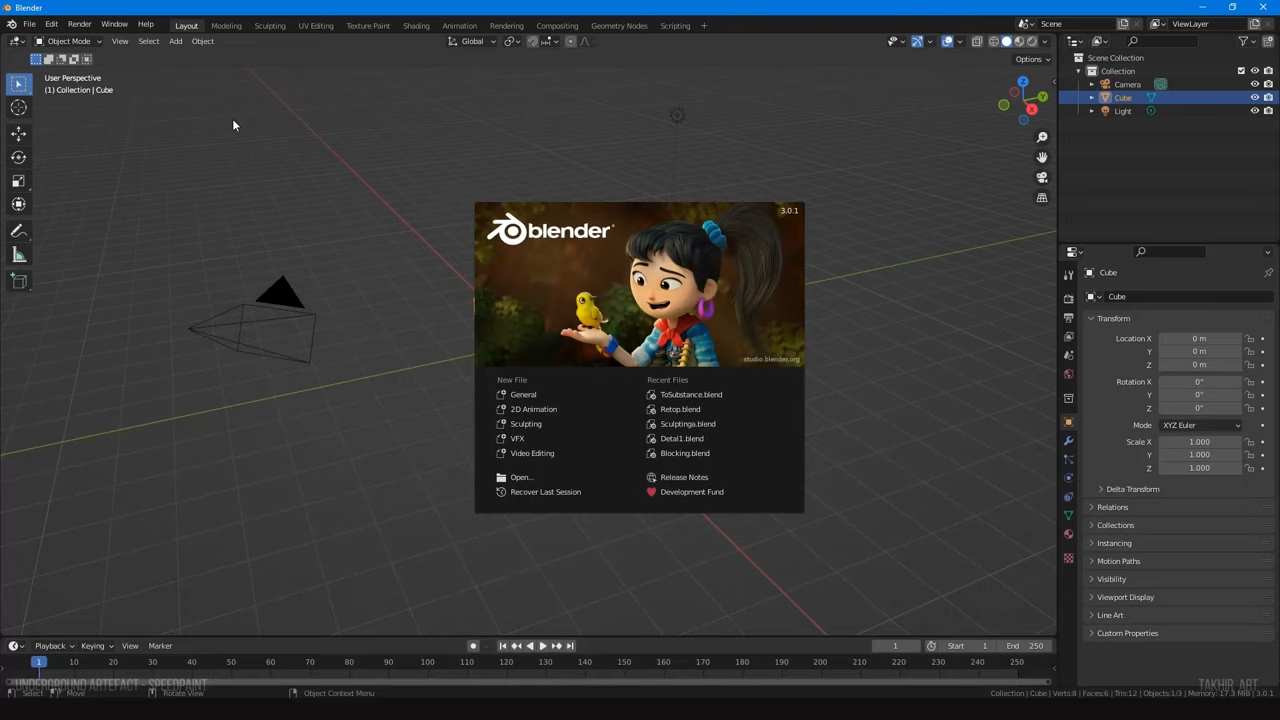 Blender
File Edit Render Window Help
Layout Modeling Sculpting UV Editing Texture Paint Shading Animation Rendering Compositing Geometry Nodes Scripting +
Scene
ViewLayer
Object Mode View Select Add Object
Global
Options
User Perspective
(1) Collection | Cube
Z
Y
X
Scene Collection
Collection
Camera
Cube
Light
blender
3.0.1
studio.blender.org
New File
General
2D Animation
Sculpting
VFX
Video Editing
Open...
Recover Last Session
Recent Files
ToSubstance.blend
Retop.blend
Sculptinga.blend
Detal1.blend
Blocking.blend
Release Notes
Development Fund
Cube
Cube
Transform
Location X 0 m
Y 0 m
Z 0 m
Rotation X 0°
Y 0°
Z 0°
Mode XYZ Euler
Scale X 1.000
Y 1.000
Z 1.000
Delta Transform
Relations
Collections
Instancing
Motion Paths
Visibility
Viewport Display
Line Art
Custom Properties
Playback Keying View Marker
1 Start 1 End 250
1 10 20 30 40 50 60 70 80 90 100 110 120 130 140 150 160 170 180 190 200 210 220 230 240 250
UNDERGROUND ARTEFACT - SPEEDPAINT
TAKHIR_ART
Select Move Rotate View Object Context Menu
Collection | Cube | Verts:8 | Faces:6 | Tris:12 | Objects:1/3 | Memory: 17.3 MiB | 3.0.1